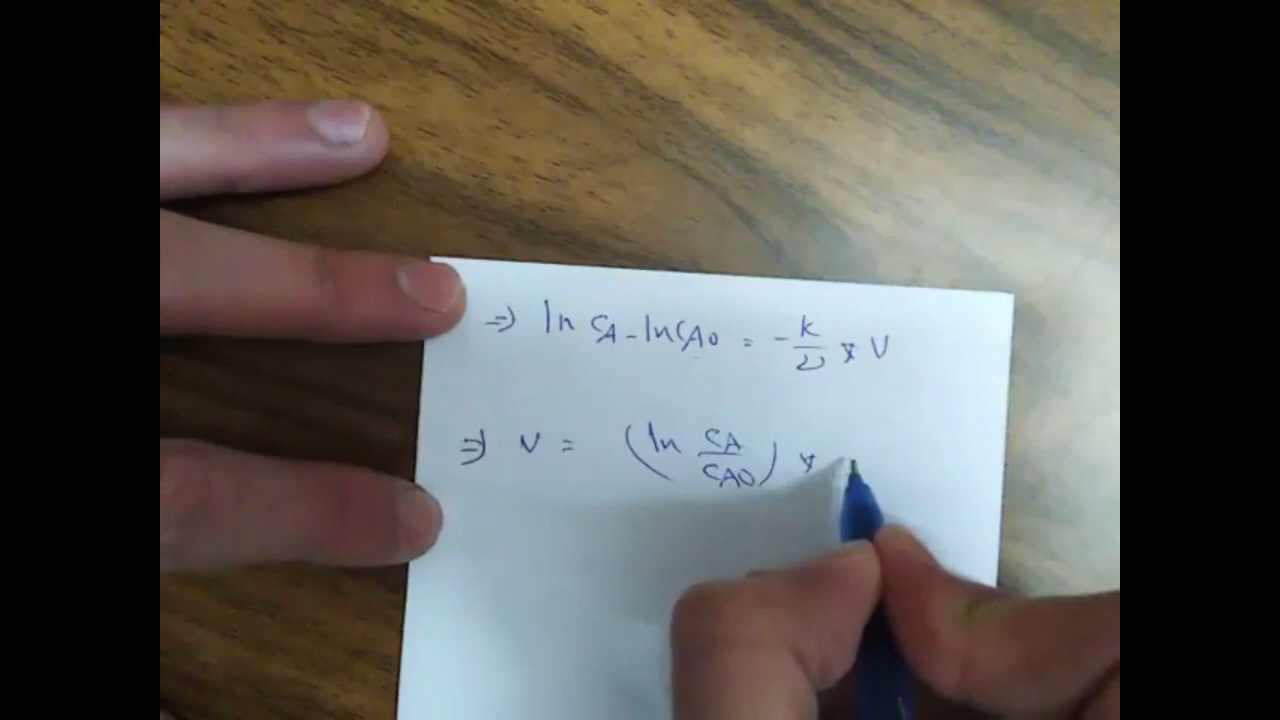 ⇒ ln CA - ln CA0 = - k/υ * V
⇒ V = (ln CA/CA0) *